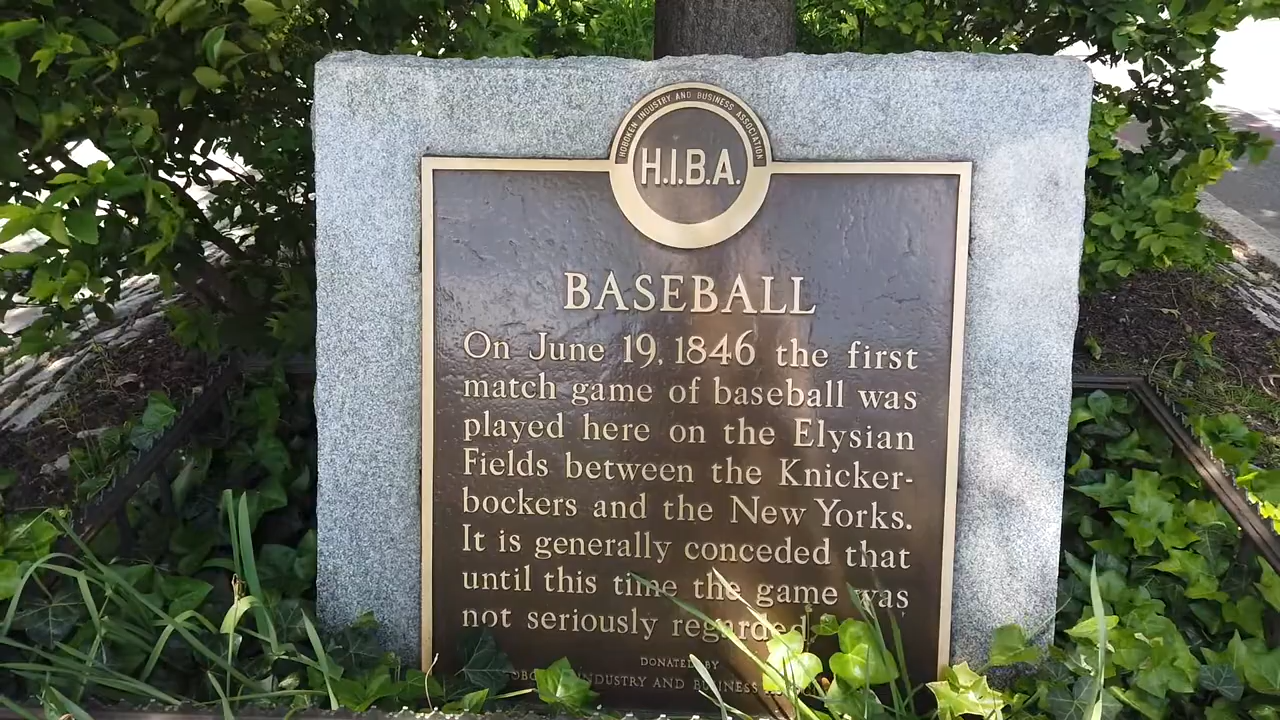 HOBOKEN INDUSTRY AND BUSINESS ASSOCIATION
H.I.B.A.
BASEBALL
On June 19, 1846 the first
match game of baseball was
played here on the Elysian
Fields between the Knicker-
bockers and the New Yorks.
It is generally conceded that
until this time the game was
not seriously regarded
DONATED BY
INDUSTRY AND BUSINESS